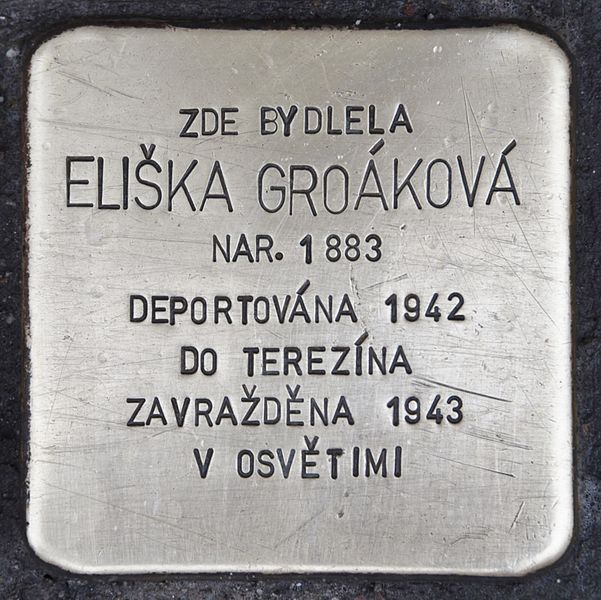 ZDE BYDLELA
ELIŠKA GROÁKOVÁ
NAR. 1883
DEPORTOVÁNA 1942
DO TEREZÍNA
ZAVRAŽDĚNA 1943
V OSVĚTIMI